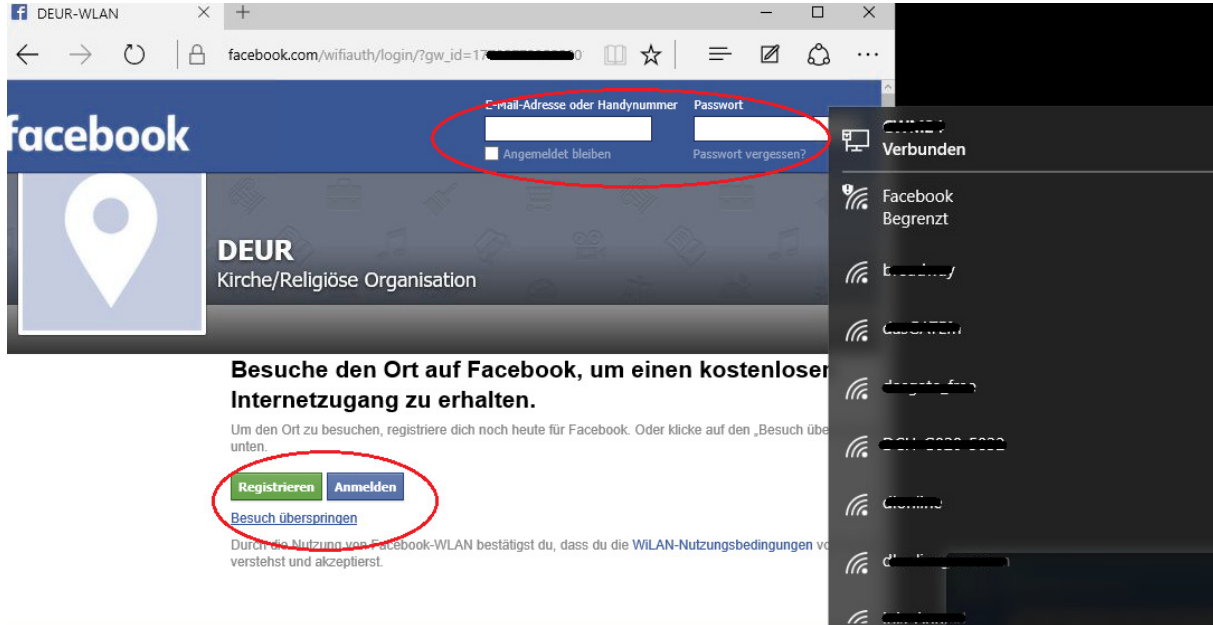 DEUR-WLAN
facebook.com/wifiauth/login/?gw_id=17
E-Mail-Adresse oder Handynummer
Passwort
facebook
Angemeldet bleiben
Passwort vergessen?
DEUR
Kirche/Religiöse Organisation
Besuche den Ort auf Facebook, um einen kostenlosen
Internetzugang zu erhalten.
Um den Ort zu besuchen, registriere dich noch heute für Facebook. Oder klicke auf den „Besuch übe
unten.
Registrieren
Anmelden
Besuch überspringen
Durch die Nutzung von Facebook-WLAN bestätigst du, dass du die WiLAN-Nutzungsbedingungen vo
verstehst und akzeptierst.
Verbunden
Facebook
Begrenzt